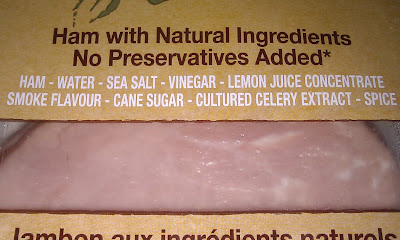 Ham with Natural Ingredients
No Preservatives Added*
HAM - WATER - SEA SALT - VINEGAR - LEMON JUICE CONCENTRATE
SMOKE FLAVOUR - CANE SUGAR - CULTURED CELERY EXTRACT - SPICE
Jambon aux ingrédients naturels